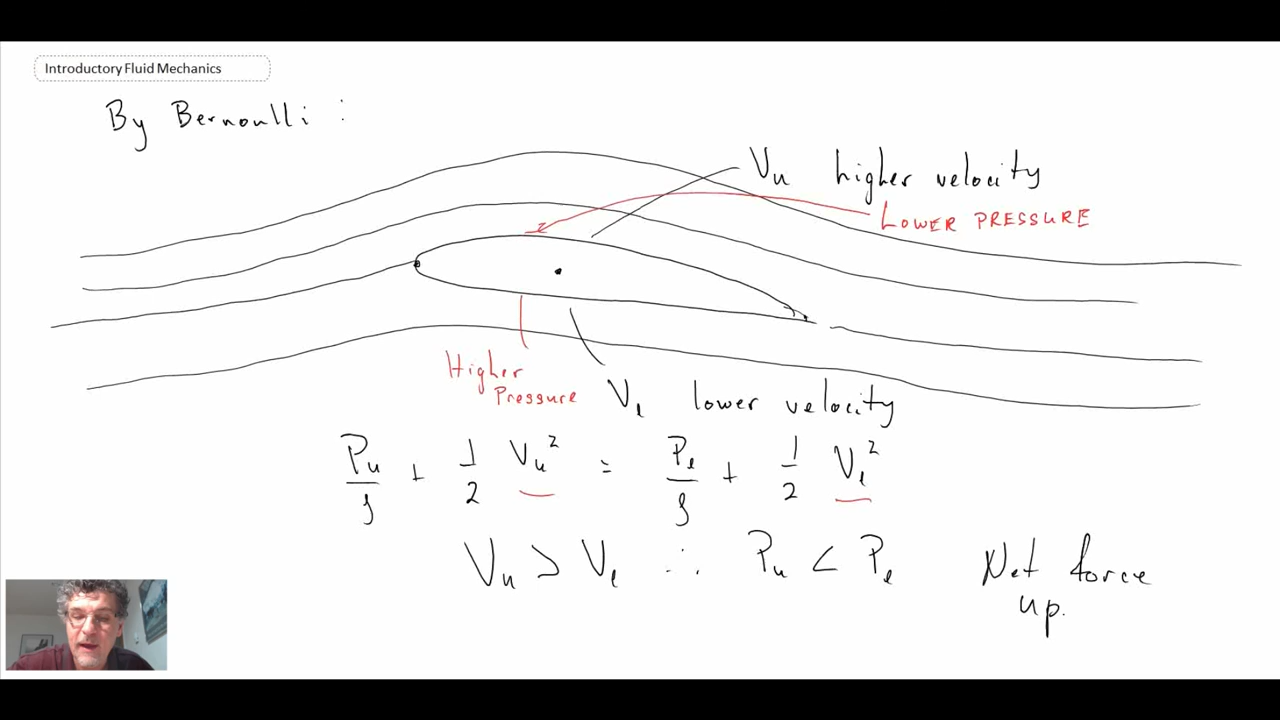 Introductory Fluid Mechanics
By Bernoulli :
Vu higher velocity
LOWER PRESSURE
Higher
Pressure
Vl lower velocity
Pu/ρ + 1/2 Vu² = Pl/ρ + 1/2 Vl²
Vu > Vl ∴ Pu < Pl
Net force
up.